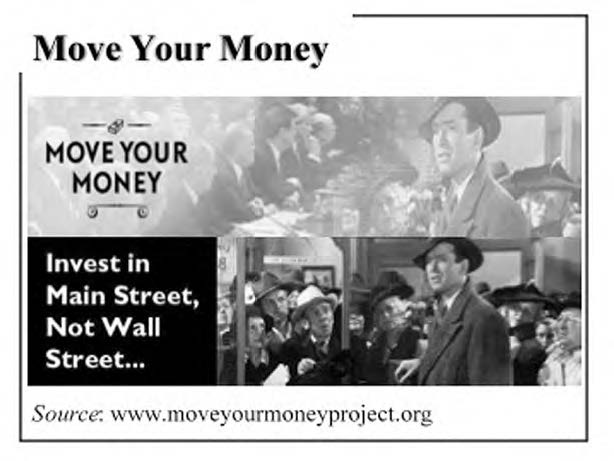 Move Your Money
MOVE YOUR
MONEY
Invest in
Main Street,
Not Wall
Street...
Source: www.moveyourmoneyproject.org